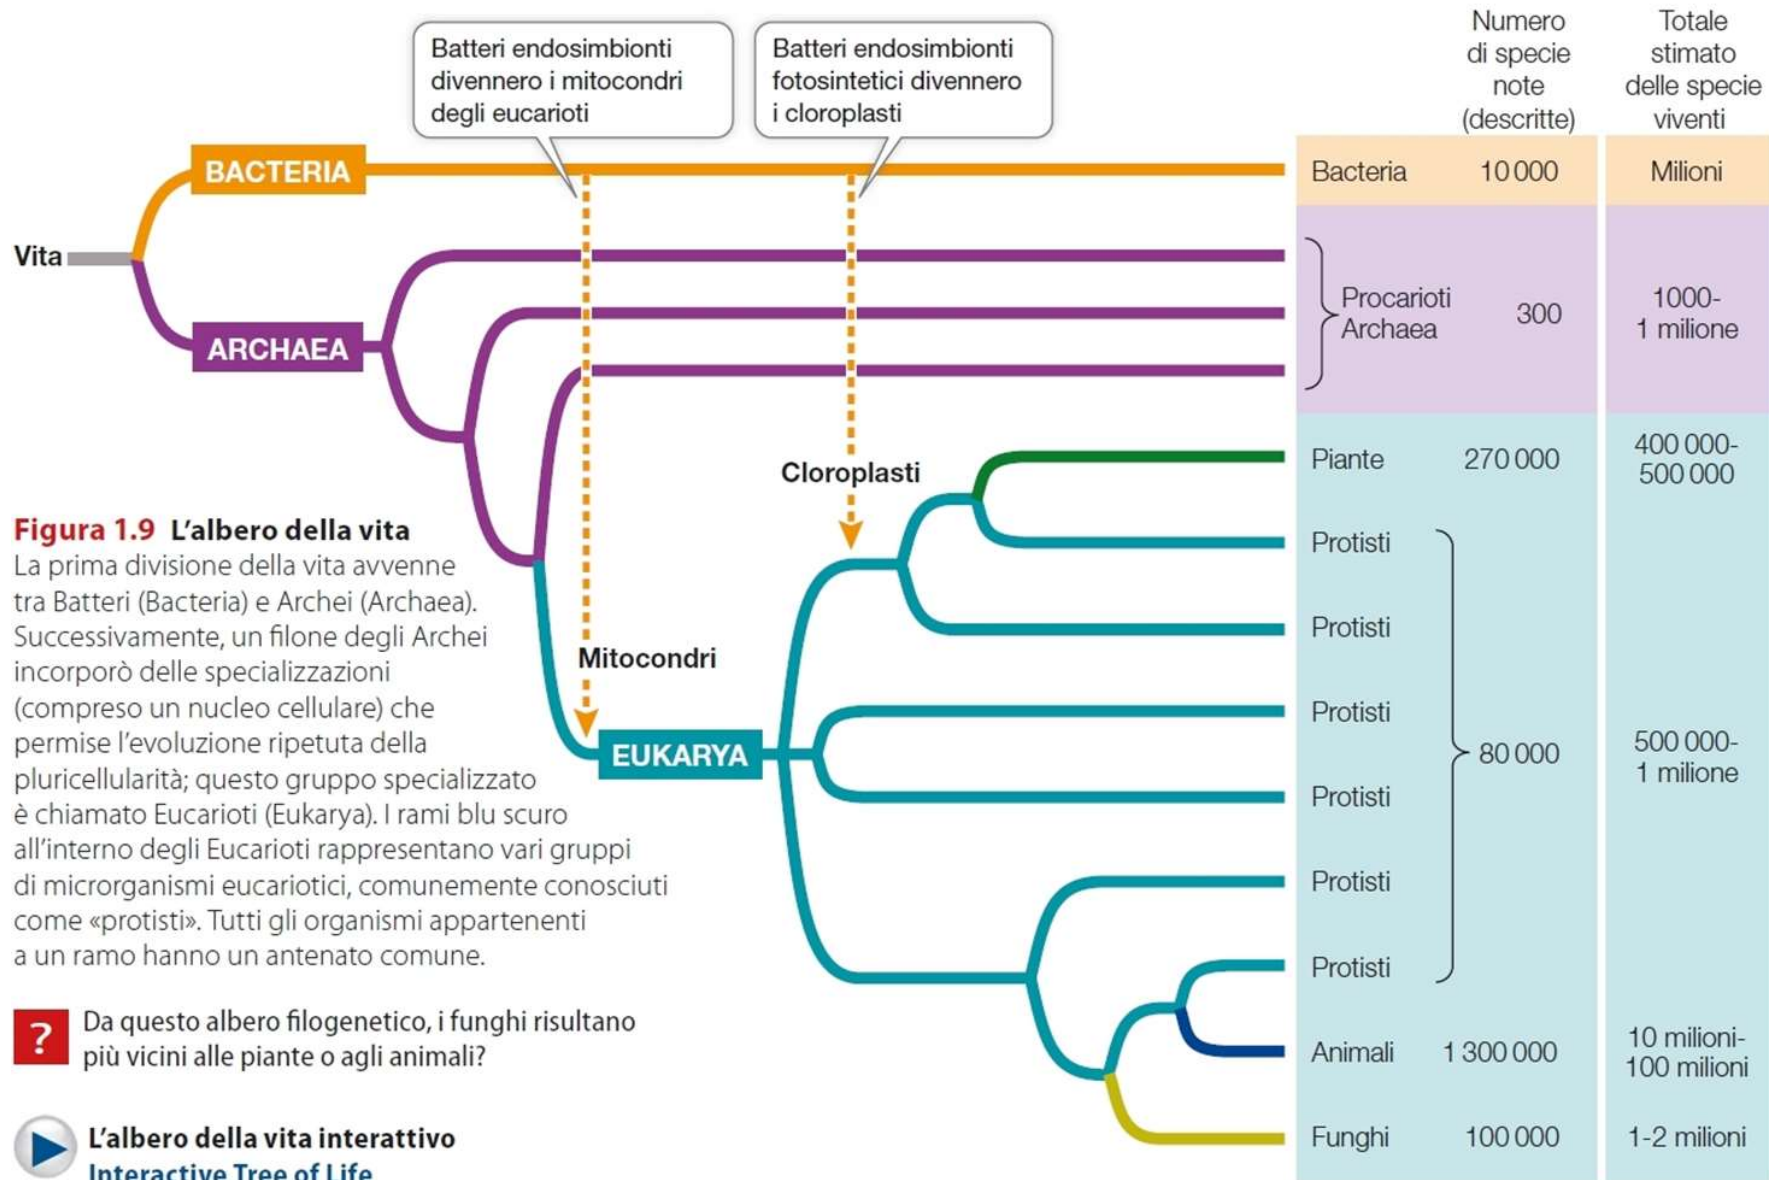 Batteri endosimbionti
divennero i mitocondri
degli eucarioti
Batteri endosimbionti
fotosintetici divennero
i cloroplasti
Numero
di specie
note
(descritte)
Totale
stimato
delle specie
viventi
BACTERIA
Bacteria 10 000 Milioni
Vita
ARCHAEA
Procarioti
Archaea
300
1000-
1 milione
Cloroplasti
Piante 270 000
400 000-
500 000
Protisti
Protisti
Mitocondri
Protisti
EUKARYA
80 000
500 000-
1 milione
Protisti
Protisti
Protisti
Animali 1 300 000
10 milioni-
100 milioni
Funghi 100 000 1-2 milioni
Figura 1.9 L'albero della vita
La prima divisione della vita avvenne
tra Batteri (Bacteria) e Archei (Archaea).
Successivamente, un filone degli Archei
incorporò delle specializzazioni
(compreso un nucleo cellulare) che
permise l'evoluzione ripetuta della
pluricellularità; questo gruppo specializzato
è chiamato Eucarioti (Eukarya). I rami blu scuro
all'interno degli Eucarioti rappresentano vari gruppi
di microrganismi eucariotici, comunemente conosciuti
come «protisti». Tutti gli organismi appartenenti
a un ramo hanno un antenato comune.
? Da questo albero filogenetico, i funghi risultano
più vicini alle piante o agli animali?
L'albero della vita interattivo
Interactive Tree of Life